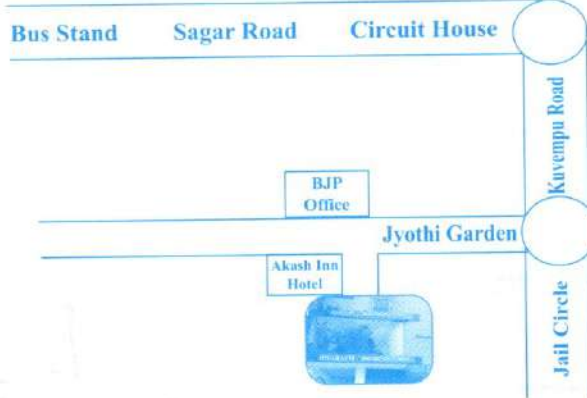 Bus Stand Sagar Road Circuit House
Kuvempu Road
BJP
Office
Jyothi Garden
Akash Inn
Hotel
Jail Circle